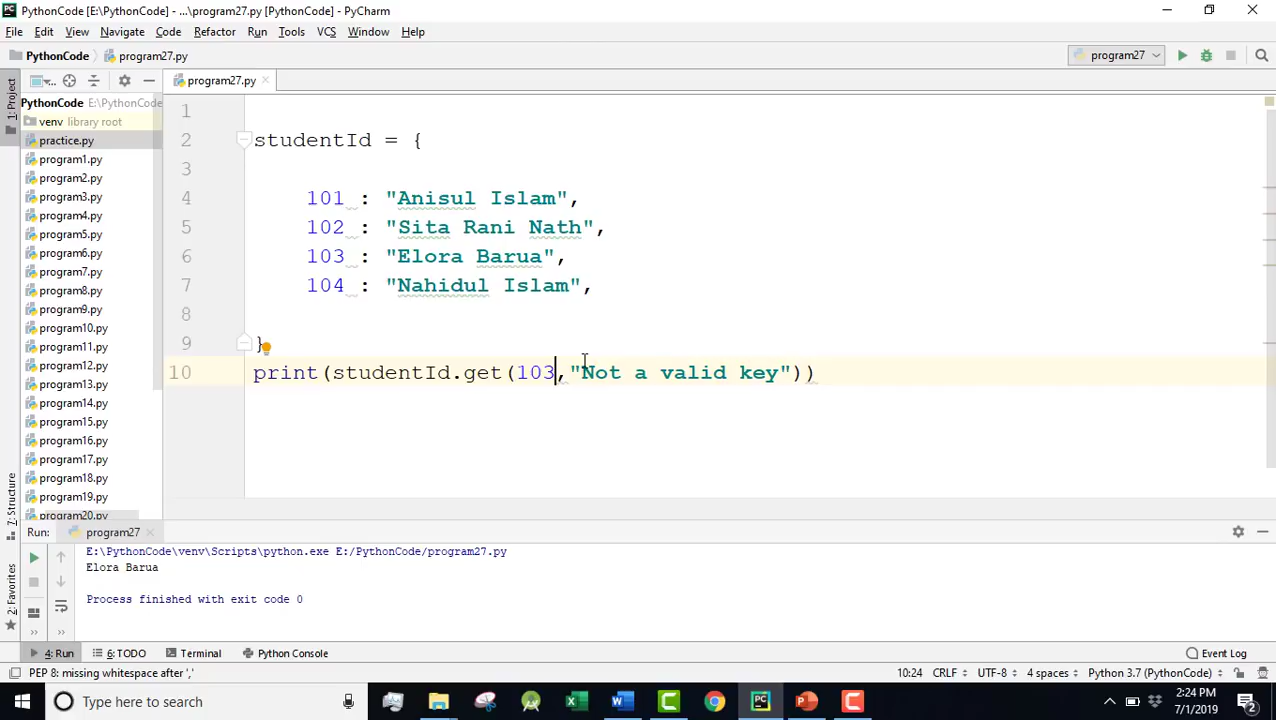 PythonCode [E:\PythonCode] - ...\program27.py [PythonCode] - PyCharm
File Edit View Navigate Code Refactor Run Tools VCS Window Help
PythonCode program27.py program27
1: Project
program27.py
PythonCode E:\PythonCode
venv library root
practice.py
program1.py
program2.py
program3.py
program4.py
program5.py
program6.py
program7.py
program8.py
program9.py
program10.py
program11.py
program12.py
program13.py
program14.py
program15.py
program16.py
program17.py
program18.py
program19.py
program20.py
1
2 studentId = {
3
4 101 : "Anisul Islam",
5 102 : "Sita Rani Nath",
6 103 : "Elora Barua",
7 104 : "Nahidul Islam",
8
9 }
10 print(studentId.get(103,"Not a valid key"))
7: Structure
2: Favorites
Run: program27
E:\PythonCode\venv\Scripts\python.exe E:/PythonCode/program27.py
Elora Barua
Process finished with exit code 0
4: Run 6: TODO Terminal Python Console Event Log
PEP 8: missing whitespace after ',' 10:24 CRLF UTF-8 4 spaces Python 3.7 (PythonCode)
Type here to search
2:24 PM
7/1/2019
2